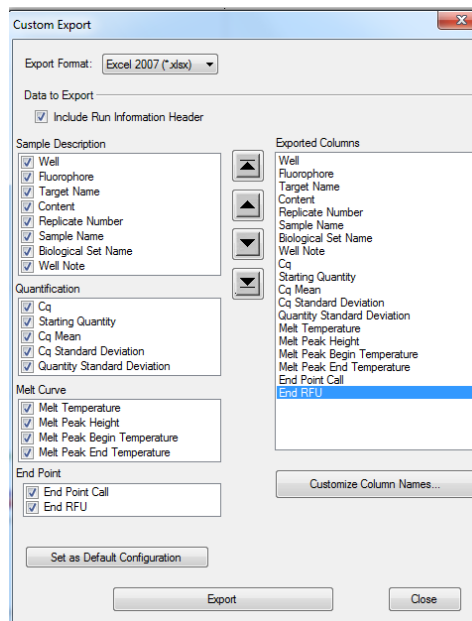 Custom Export
x
Export Format: Excel 2007 (*.xlsx)
Data to Export
Include Run Information Header
Sample Description
Well
Fluorophore
Target Name
Content
Replicate Number
Sample Name
Biological Set Name
Well Note
Quantification
Cq
Starting Quantity
Cq Mean
Cq Standard Deviation
Quantity Standard Deviation
Melt Curve
Melt Temperature
Melt Peak Height
Melt Peak Begin Temperature
Melt Peak End Temperature
End Point
End Point Call
End RFU
Exported Columns
Well
Fluorophore
Target Name
Content
Replicate Number
Sample Name
Biological Set Name
Well Note
Cq
Starting Quantity
Cq Mean
Cq Standard Deviation
Quantity Standard Deviation
Melt Temperature
Melt Peak Height
Melt Peak Begin Temperature
Melt Peak End Temperature
End Point Call
End RFU
Customize Column Names...
Set as Default Configuration
Export
Close